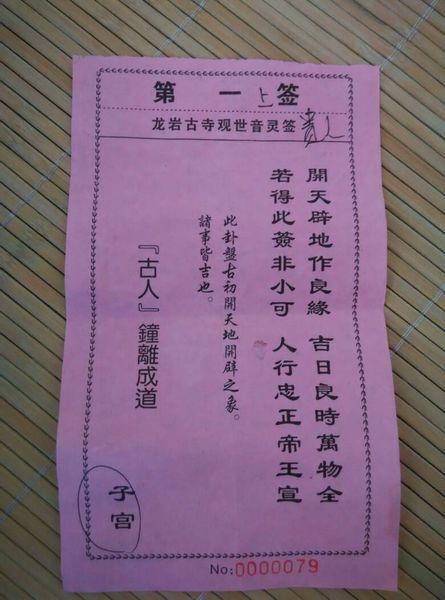 第一上签
龙岩古寺观世音灵签
贵人
開天辟地作良緣 吉日良時萬物全
若得此簽非小可 人行忠正帝王宣
此卦盤古初開天地開辟之象。
諸事皆吉也。
『古人』鐘離成道
子宮
No:0000079